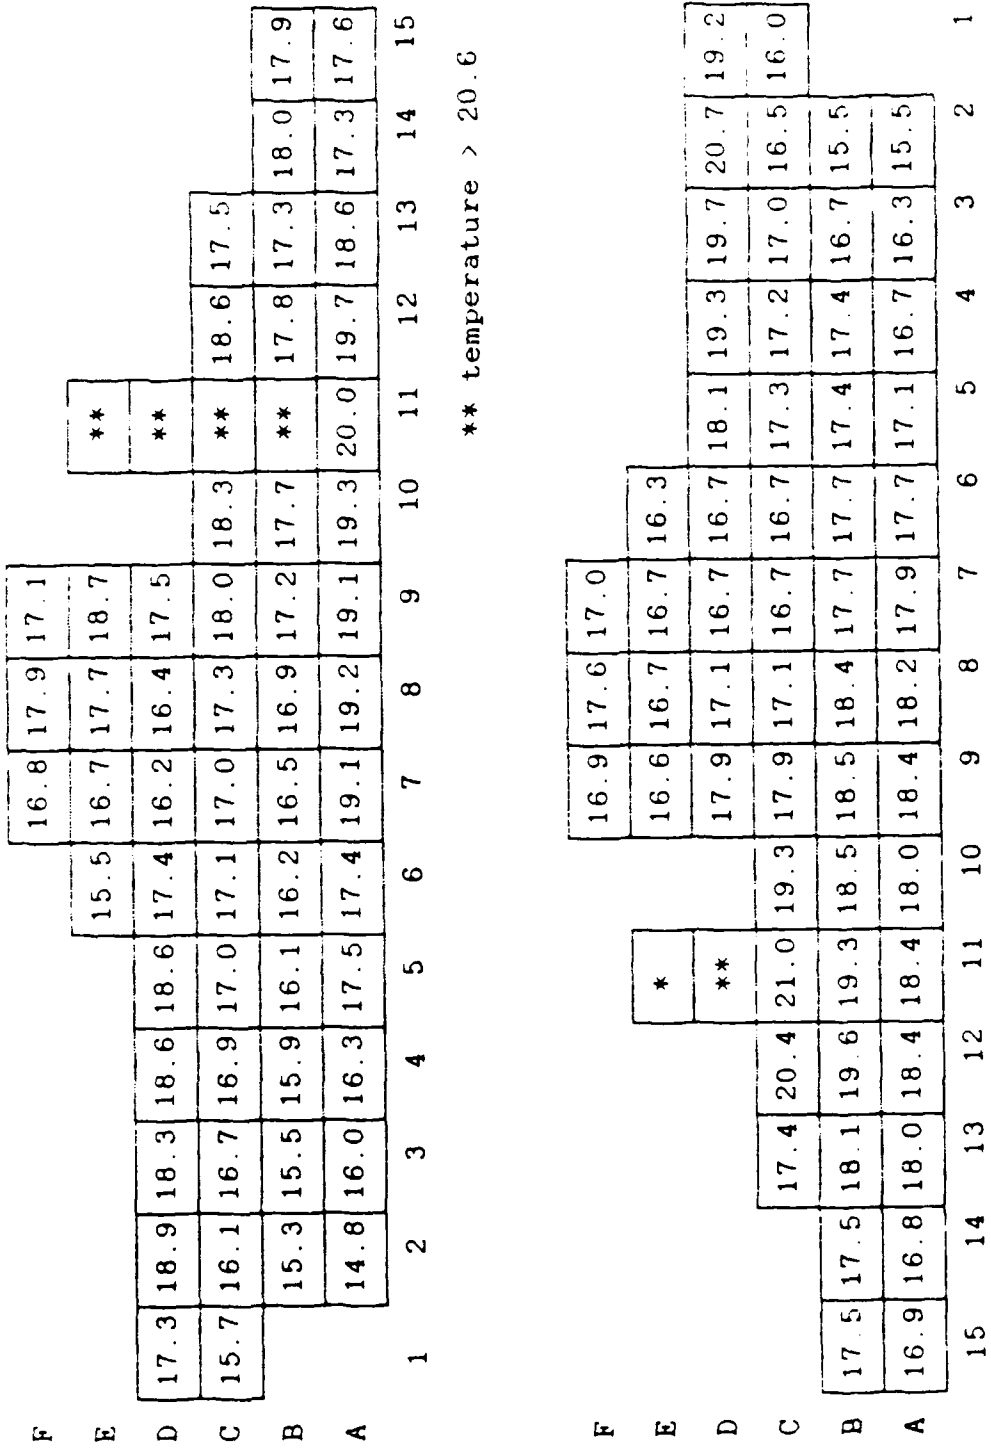 F 16.8 17.9 17.1
E 15.5 16.7 17.7 18.7 **
D 17.3 18.9 18.3 18.6 18.6 17.4 16.2 16.4 17.5 **
C 15.7 16.1 16.7 16.9 17.0 17.1 17.0 17.3 18.0 18.3 ** 18.6 17.5
B 15.3 15.5 15.9 16.1 16.2 16.5 16.9 17.2 17.7 ** 17.8 17.3 18.0 17.9
A 14.8 16.0 16.3 17.5 17.4 19.1 19.2 19.1 19.3 20.0 19.7 18.6 17.3 17.6
1 2 3 4 5 6 7 8 9 10 11 12 13 14 15
** temperature > 20.6
F 16.9 17.6 17.0
E * 16.6 16.7 16.7 16.3
D ** 17.9 17.1 16.7 16.7 18.1 19.3 19.7 20.7 19.2
C 17.4 20.4 21.0 19.3 17.9 17.1 16.7 16.7 17.3 17.2 17.0 16.5 16.0
B 17.5 17.5 18.1 19.6 19.3 18.5 18.5 18.4 17.7 17.7 17.4 17.4 16.7 15.5
A 16.9 16.8 18.0 18.4 18.4 18.0 18.4 18.2 17.9 17.7 17.1 16.7 16.3 15.5
15 14 13 12 11 10 9 8 7 6 5 4 3 2 1